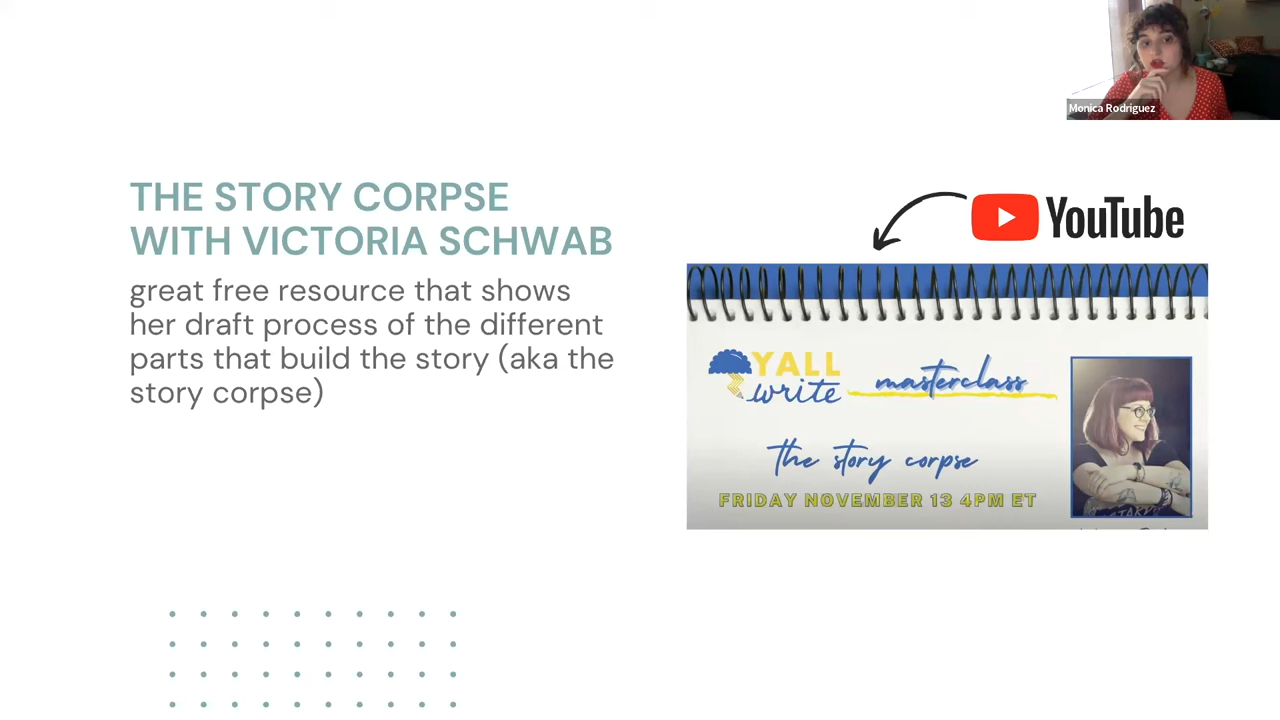 Monica Rodriguez
THE STORY CORPSE
WITH VICTORIA SCHWAB
great free resource that shows
her draft process of the different
parts that build the story (aka the
story corpse)
YouTube
YALL
write
masterclass
the story corpse
FRIDAY NOVEMBER 13 4PM ET